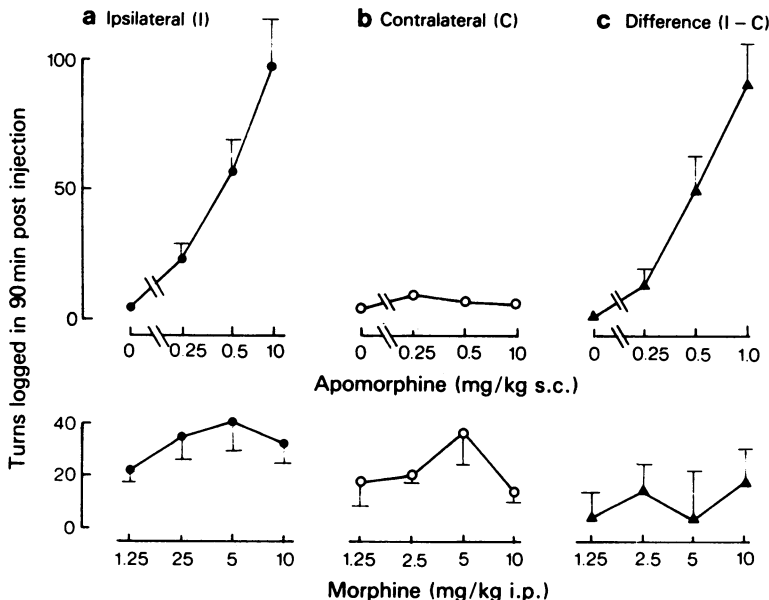 a Ipsilateral (I)
b Contralateral (C)
c Difference (I – C)
Turns logged in 90 min post injection
100
50
0
0 0.25 0.5 10
0 0.25 0.5 10
0 0.25 0.5 1.0
Apomorphine (mg/kg s.c.)
40
20
0
1.25 25 5 10
1.25 2.5 5 10
1.25 2.5 5 10
Morphine (mg/kg i.p.)